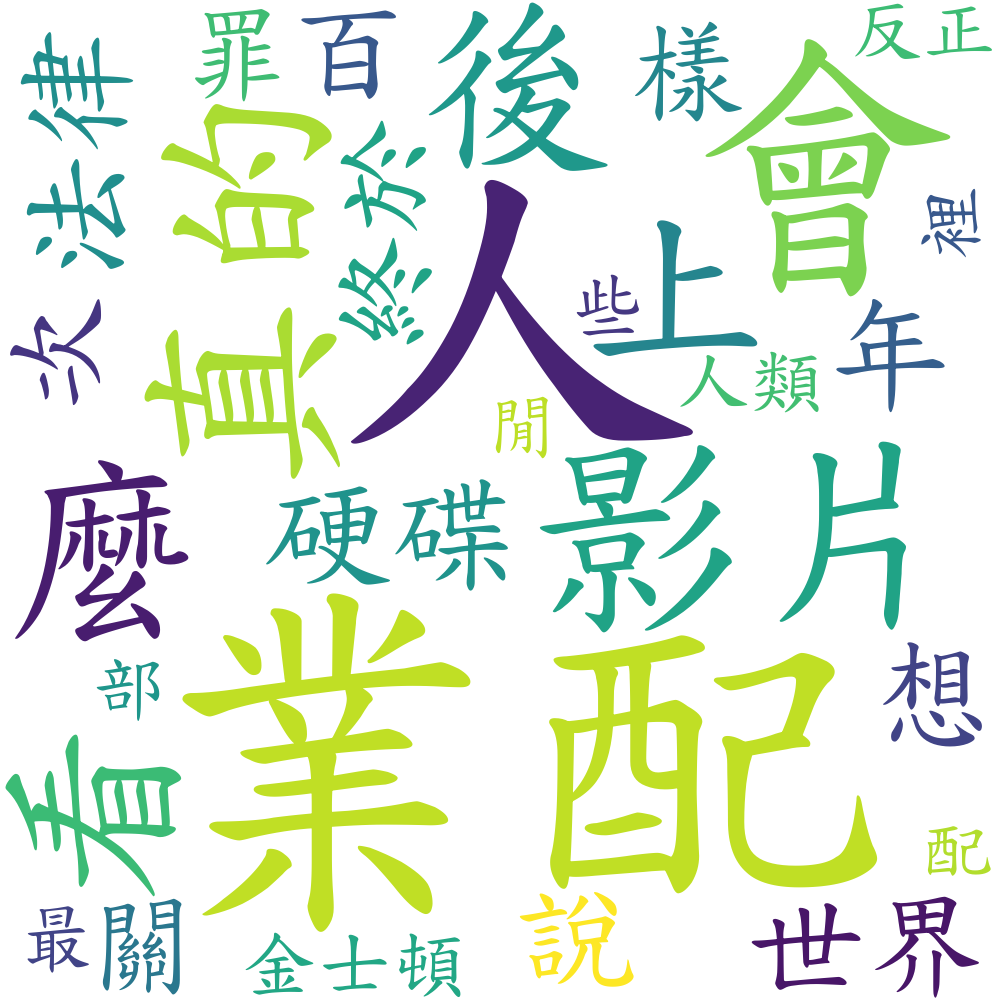 法律
罪
百
後
樣
反正
會
真的
終於
人
些
上
裡
次
人類
年
閒
麼
硬碟
影片
部
業配
想
看
配
最
關
金士頓
說
世界